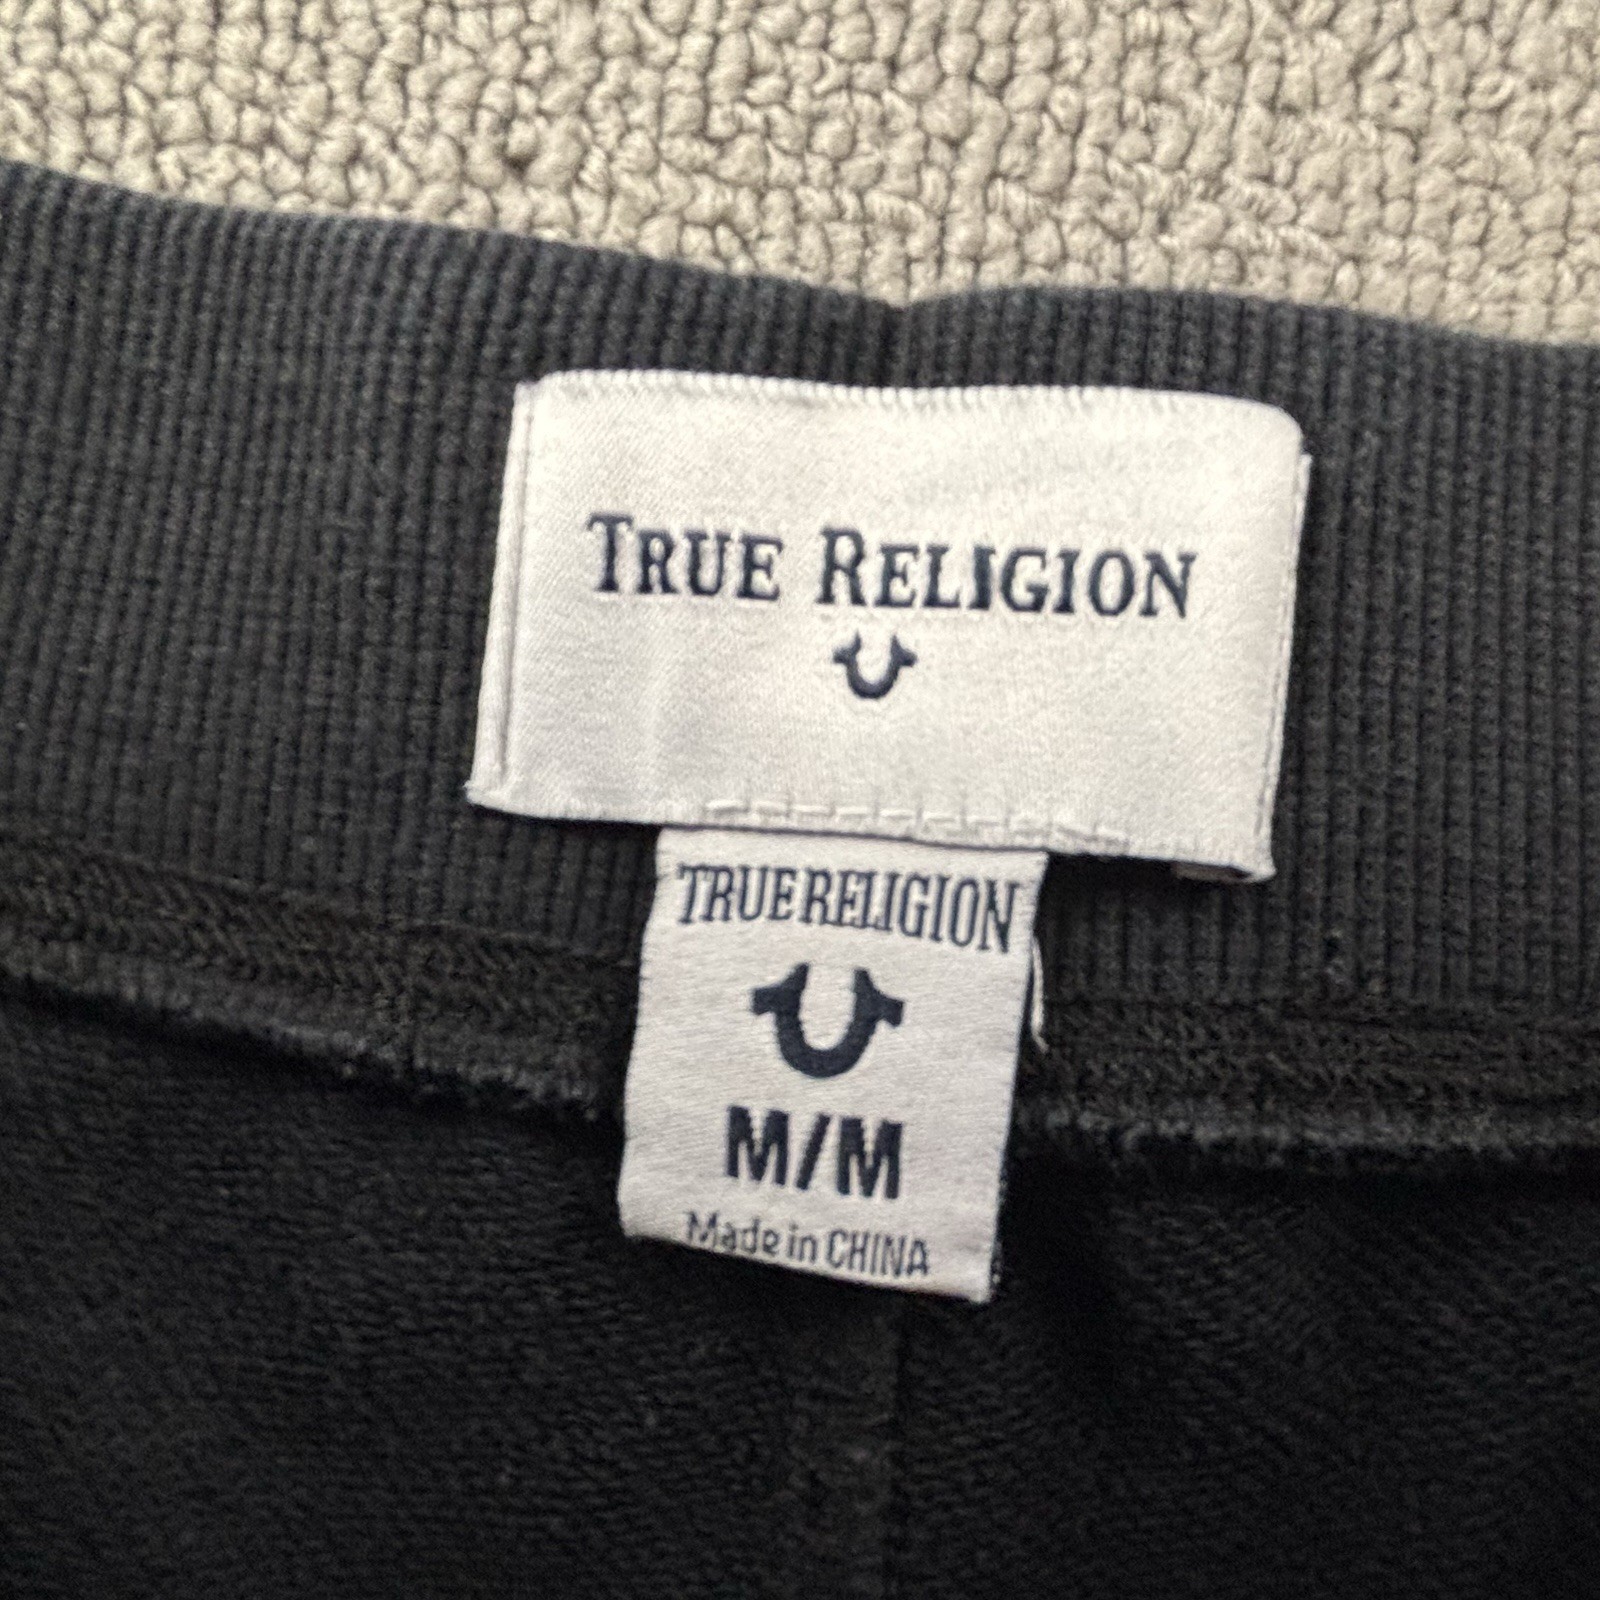 TRUE RELIGION
TRUE RELIGION
M/M
Made in CHINA